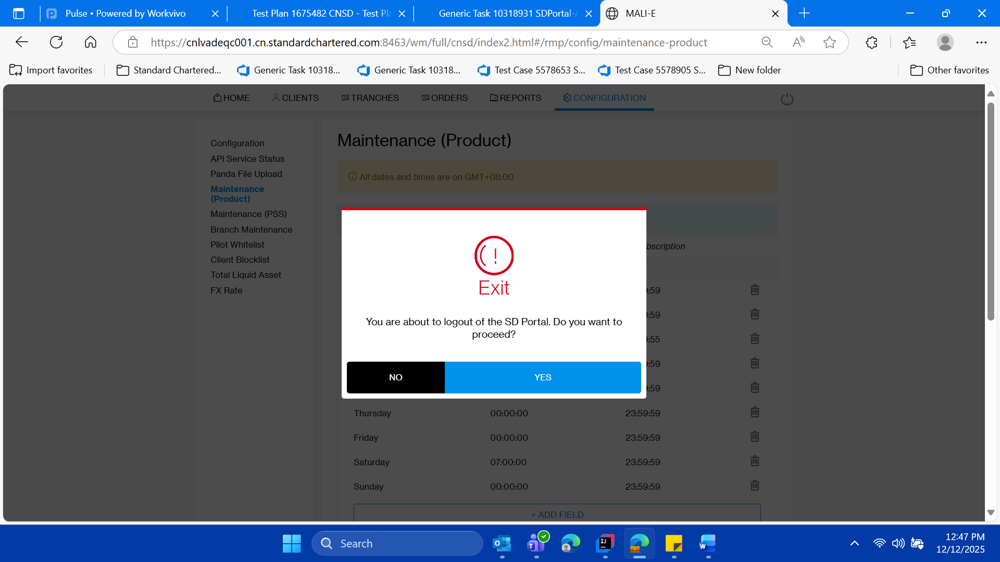 Pulse • Powered by Workvivo
Test Plan 1675482 CNSD - Test Pla
Generic Task 10318931 SDPortal-A
MALI-E
https://cnlvadeqc001.cn.standardchartered.com:8463/wm/full/cnsd/index2.html#/rmp/config/maintenance-product
Import favorites
Standard Chartered...
Generic Task 10318...
Generic Task 10318...
Test Case 5578653 S...
Test Case 5578905 S...
New folder
Other favorites
HOME
CLIENTS
TRANCHES
ORDERS
REPORTS
CONFIGURATION
Configuration
API Service Status
Panda File Upload
Maintenance
(Product)
Maintenance (PSS)
Branch Maintenance
Pilot Whitelist
Client Blocklist
Total Liquid Asset
FX Rate
Maintenance (Product)
All dates and times are on GMT+08:00
bscription
:59
:59
:55
:59
:59
Exit
You are about to logout of the SD Portal. Do you want to
proceed?
NO
YES
Thursday 00:00:00 23:59:59
Friday 00:00:00 23:59:59
Saturday 07:00:00 23:59:59
Sunday 00:00:00 23:59:59
+ ADD FIELD
Search
12:47 PM
12/12/2025